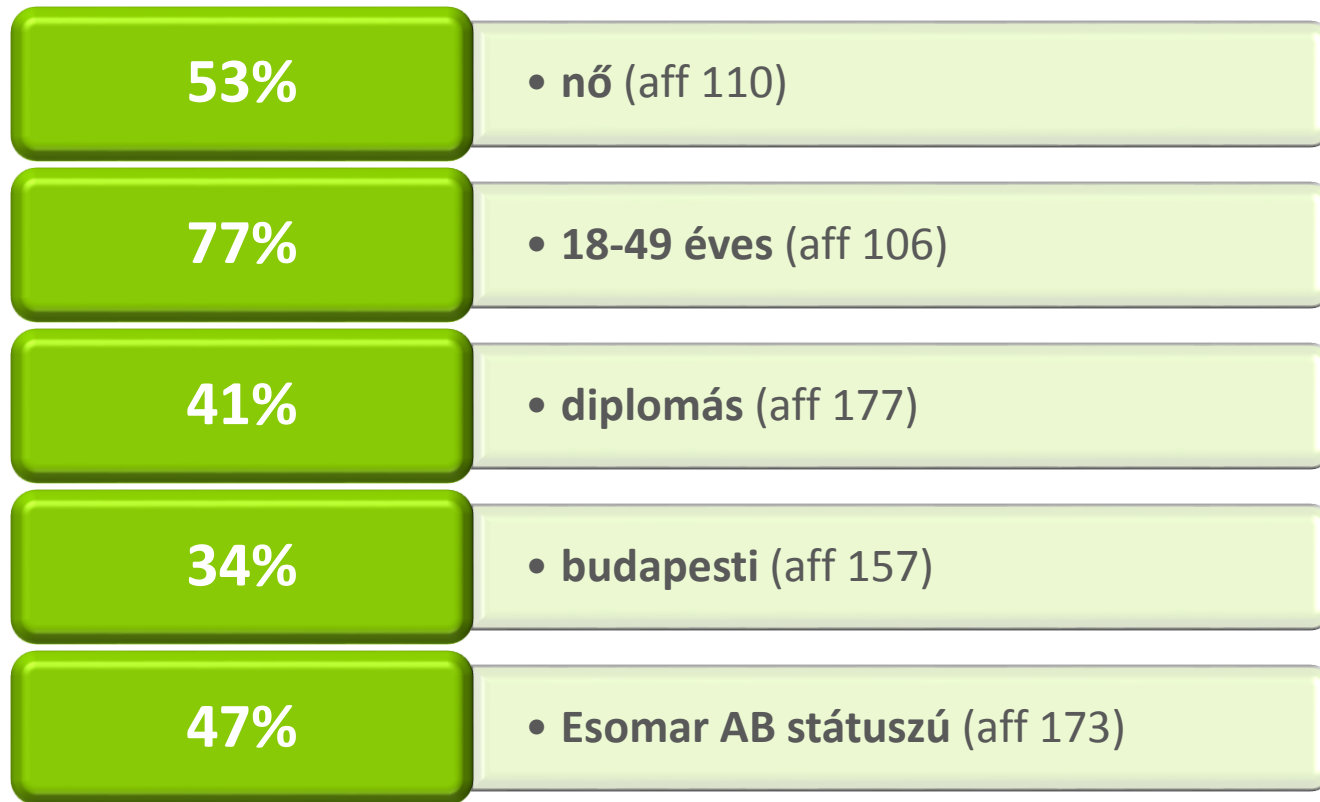 53%
• nő (aff 110)
77%
• 18-49 éves (aff 106)
41%
• diplomás (aff 177)
34%
• budapesti (aff 157)
47%
• Esomar AB státuszú (aff 173)